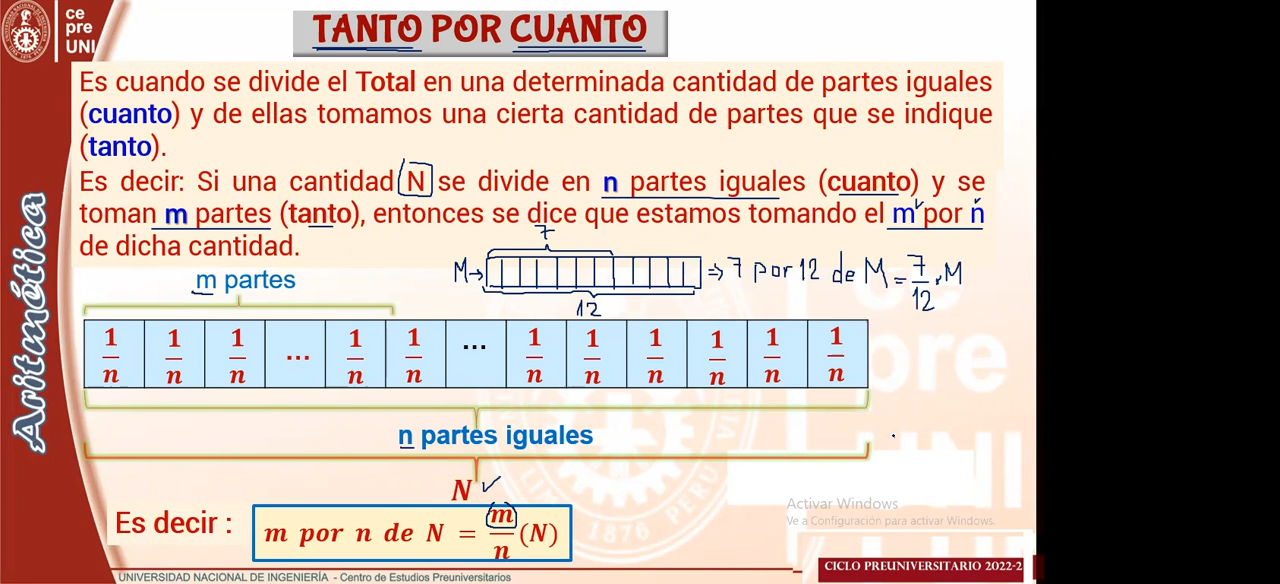 ce
pre
UNI
TANTO POR CUANTO
Es cuando se divide el Total en una determinada cantidad de partes iguales
(cuanto) y de ellas tomamos una cierta cantidad de partes que se indique
(tanto).
Es decir: Si una cantidad N se divide en n partes iguales (cuanto) y se
toman m partes (tanto), entonces se dice que estamos tomando el m por n
de dicha cantidad.
7
M→ ⇒ 7 por 12 de M = 7/12 . M
12
m partes
1/n 1/n 1/n ... 1/n 1/n ... 1/n 1/n 1/n 1/n 1/n 1/n
n partes iguales
N
Es decir : m por n de N = m/n (N)
Aritmética
1876
Activar Windows
Ve a Configuración para activar Windows.
UNIVERSIDAD NACIONAL DE INGENIERÍA - Centro de Estudios Preuniversitarios
CICLO PREUNIVERSITARIO 2022-2